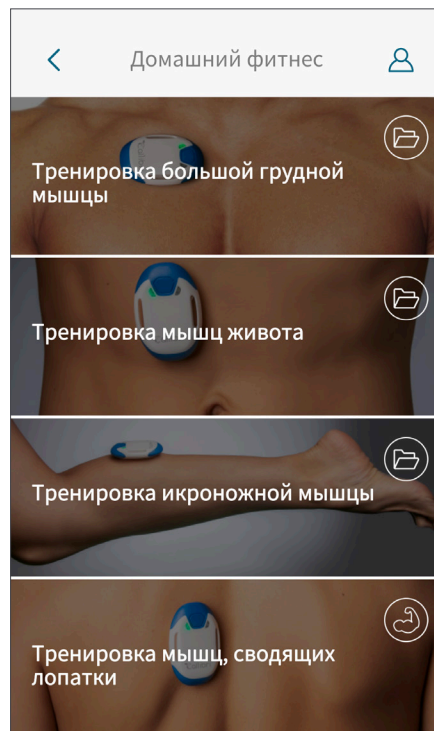 Домашний фитнес
Тренировка большой грудной
мышцы
Тренировка мышц живота
Тренировка икроножной мышцы
Тренировка мышц, сводящих
лопатки